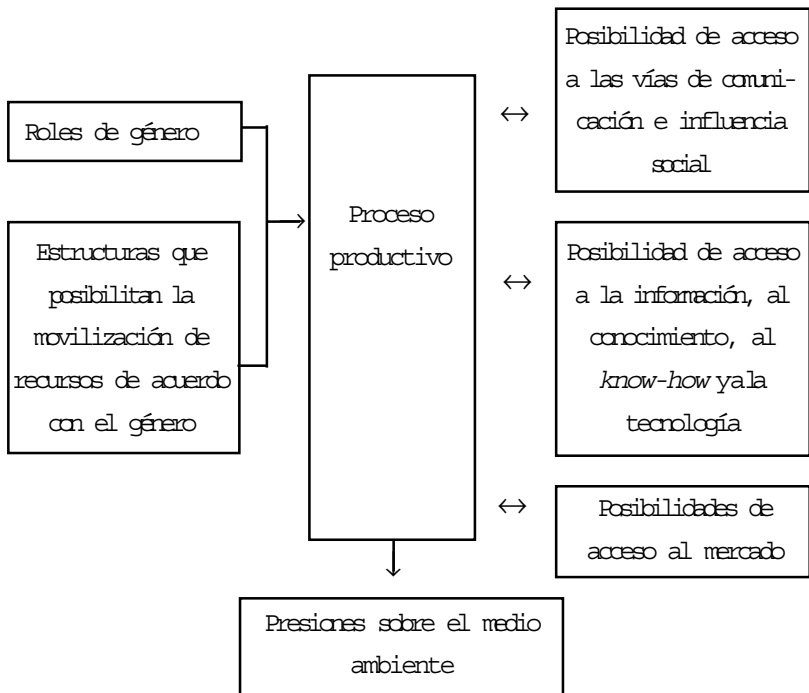 Roles de género
Estructuras que
posibilitan la
movilización de
recursos de acuerdo
con el género
Proceso
productivo
Posibilidad de acceso
a las vías de comuni-
cación e influencia
social
Posibilidad de acceso
a la información, al
conocimiento, al
know-how y a la
tecnología
Posibilidades de
acceso al mercado
Presiones sobre el medio
ambiente